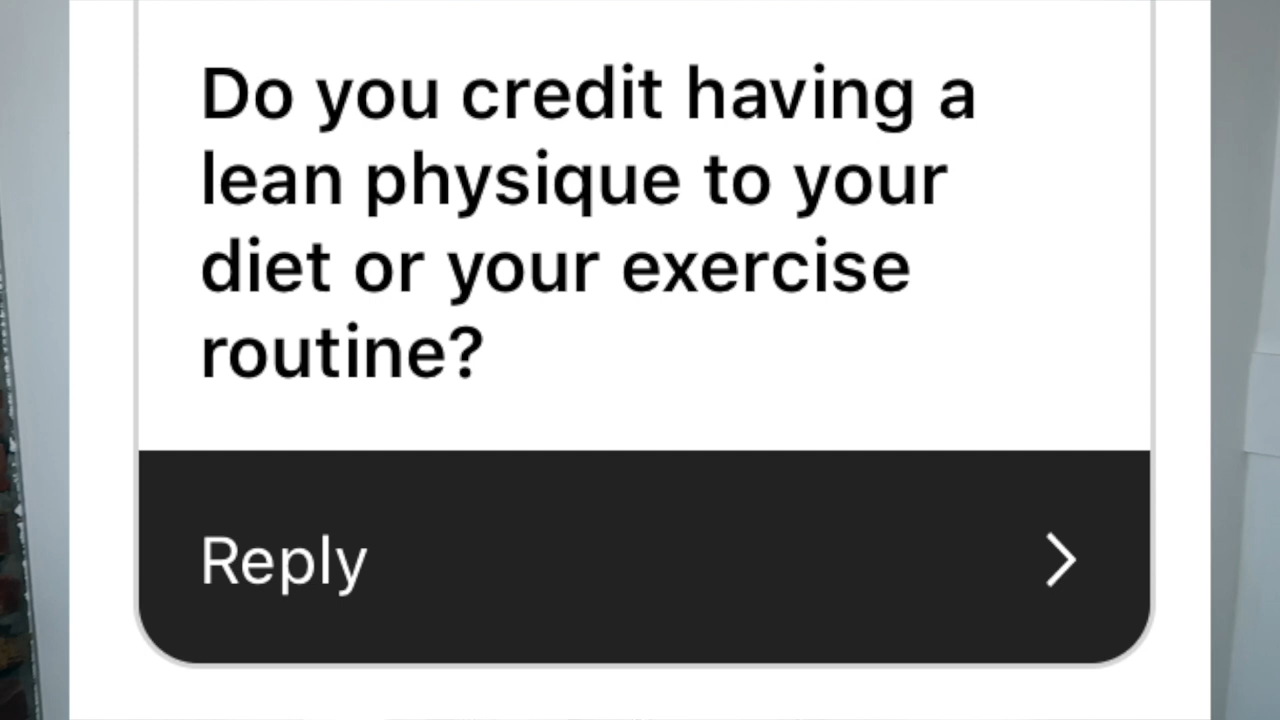 Do you credit having a
lean physique to your
diet or your exercise
routine?
Reply